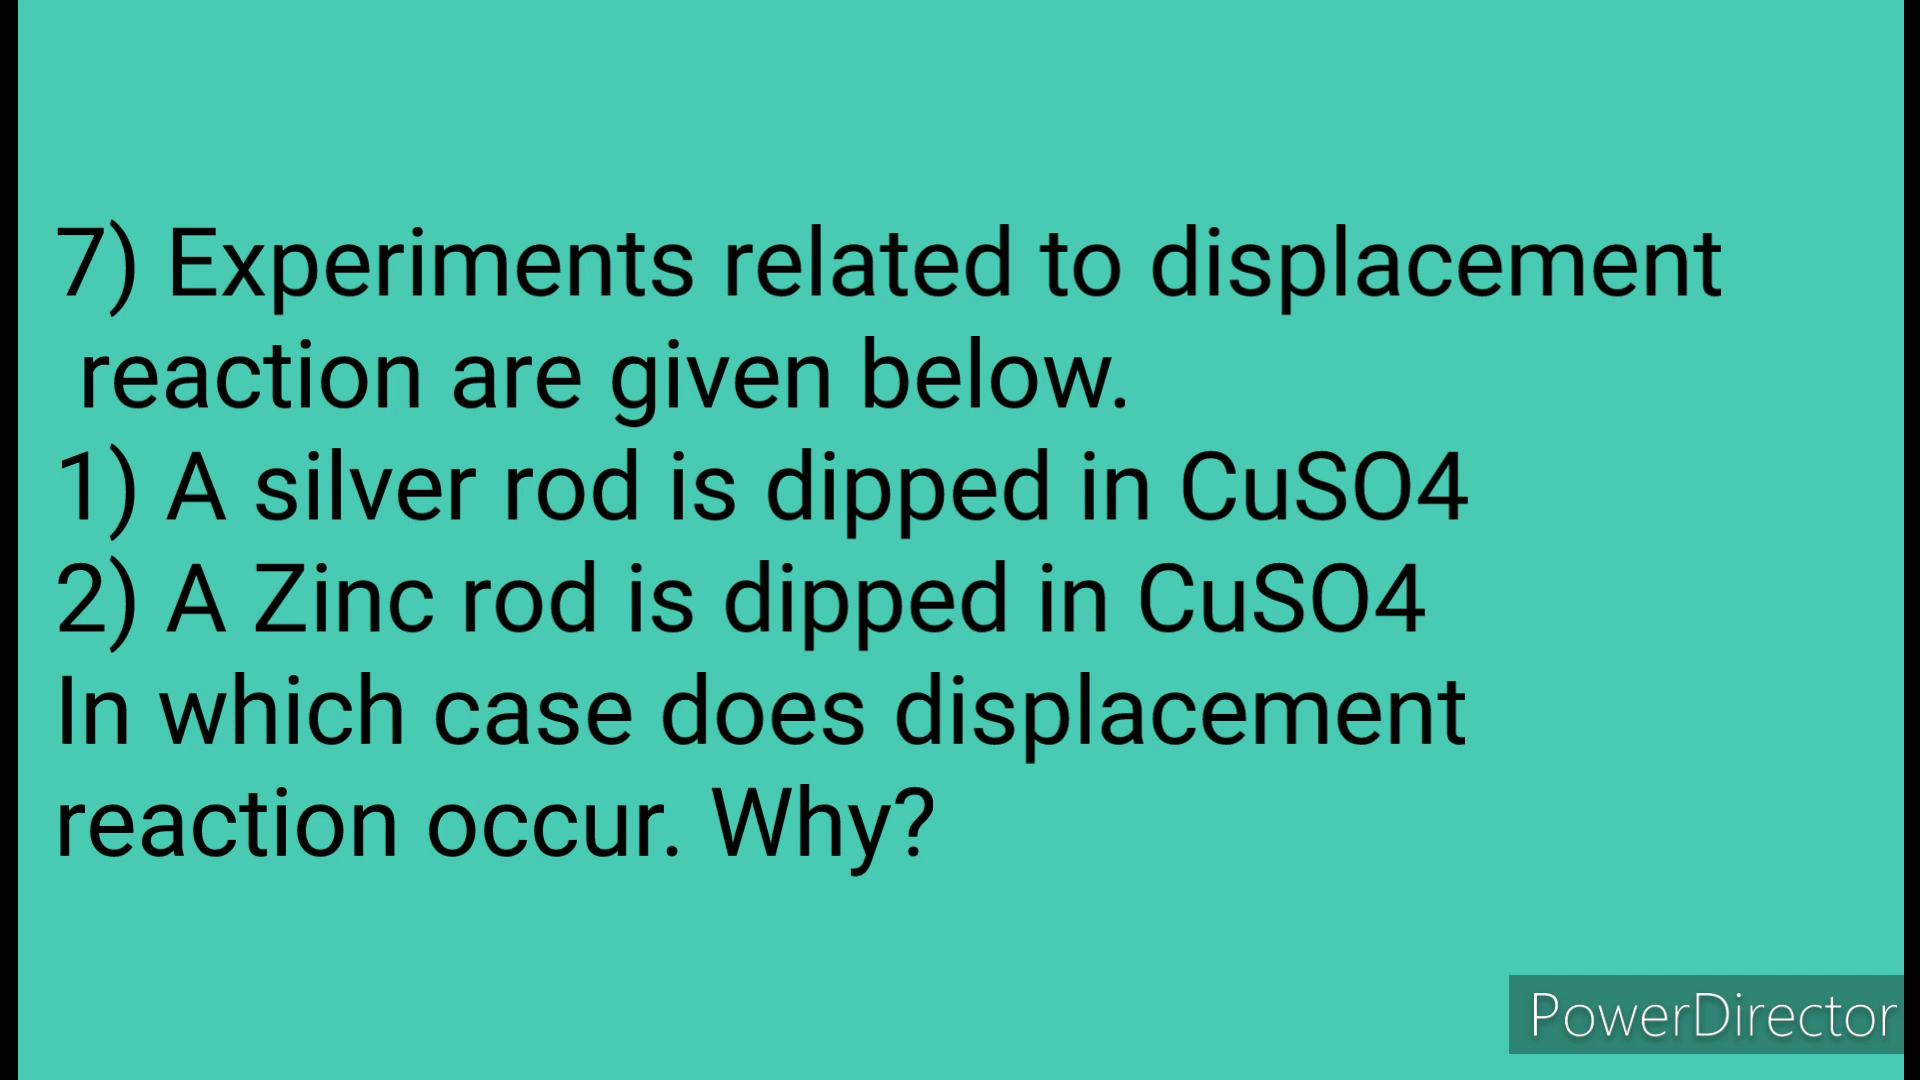 7) Experiments related to displacement
reaction are given below.
1) A silver rod is dipped in CuSO4
2) A Zinc rod is dipped in CuSO4
In which case does displacement
reaction occur. Why?
PowerDirector